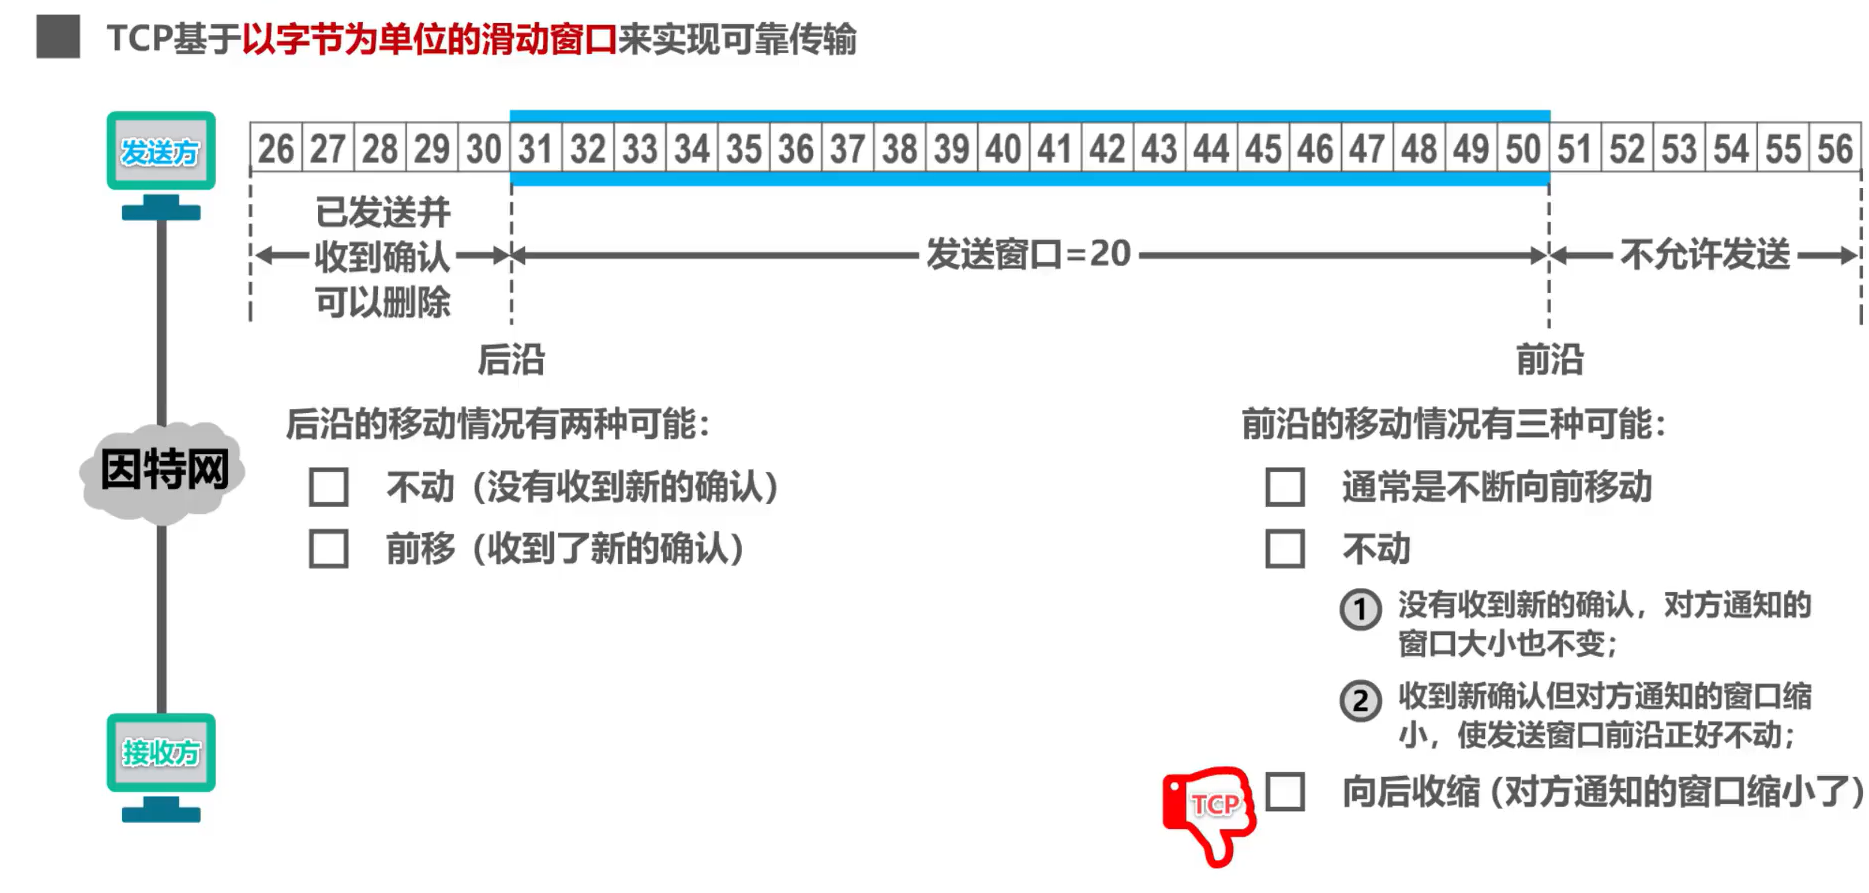 TCP基于以字节为单位的滑动窗口来实现可靠传输
发送方
26 27 28 29 30 31 32 33 34 35 36 37 38 39 40 41 42 43 44 45 46 47 48 49 50 51 52 53 54 55 56
已发送并
收到确认
可以删除
发送窗口=20
不允许发送
后沿
前沿
后沿的移动情况有两种可能：
不动（没有收到新的确认）
前移（收到了新的确认）
前沿的移动情况有三种可能：
通常是不断向前移动
不动
1 没有收到新的确认，对方通知的
窗口大小也不变；
2 收到新确认但对方通知的窗口缩
小，使发送窗口前沿正好不动；
TCP
向后收缩（对方通知的窗口缩小了）
因特网
接收方